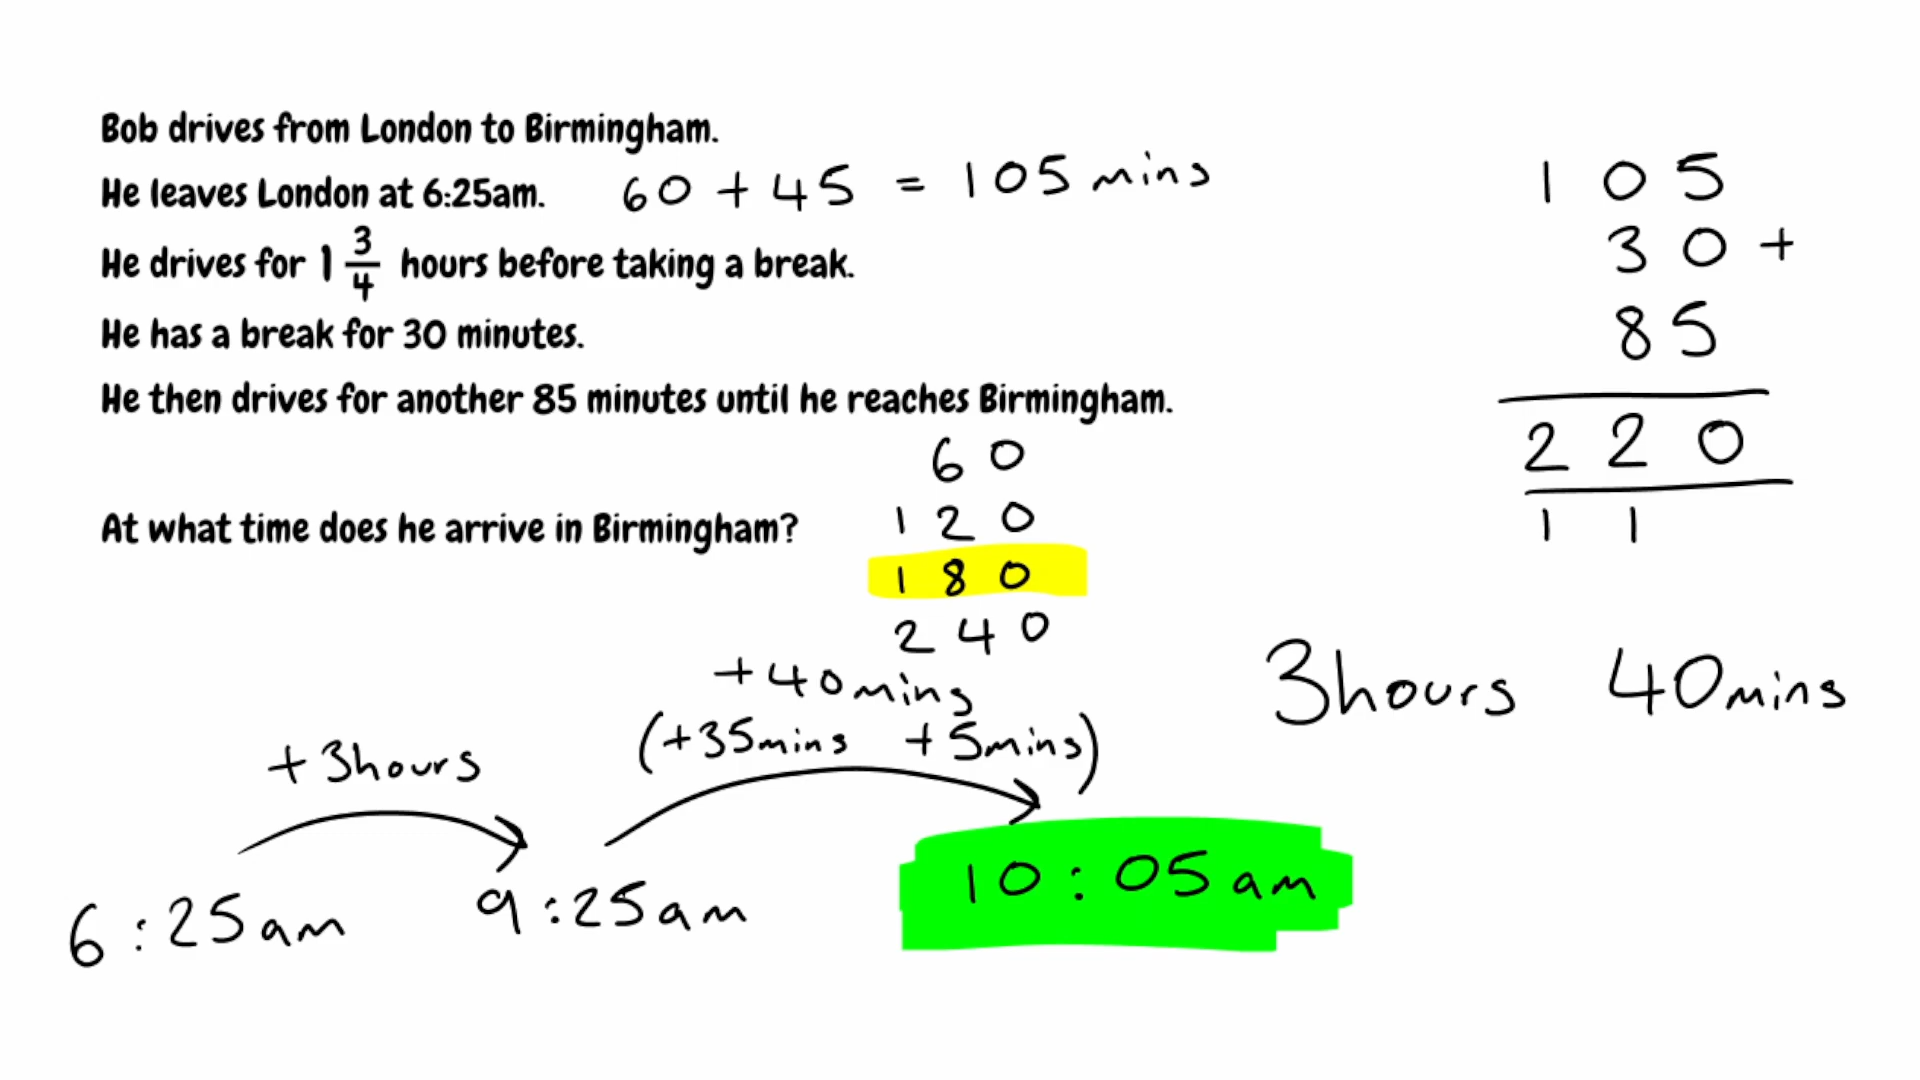 Bob drives from London to Birmingham.
He leaves London at 6:25am.
60 + 45 = 105 mins
He drives for 1 3/4 hours before taking a break.
He has a break for 30 minutes.
He then drives for another 85 minutes until he reaches Birmingham.
At what time does he arrive in Birmingham?
105
30 +
85
220
1 1
60
120
180
240
3hours 40mins
+3hours
+40mins
(+35mins +5mins)
6:25am
9:25am
10:05am